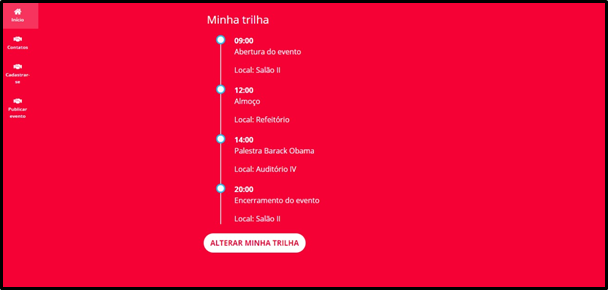 Início
Contatos
Cadastrar-
se
Publicar
evento
Minha trilha
09:00
Abertura do evento
Local: Salão II
12:00
Almoço
Local: Refeitório
14:00
Palestra Barack Obama
Local: Auditório IV
20:00
Encerramento do evento
Local: Salão II
ALTERAR MINHA TRILHA